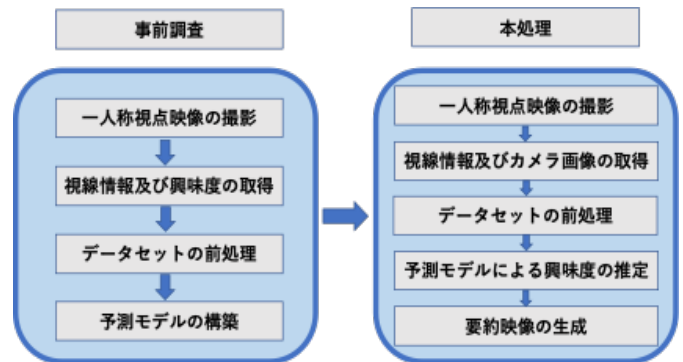 事前調査
一人称視点映像の撮影
視線情報及び興味度の取得
データセットの前処理
予測モデルの構築
本処理
一人称視点映像の撮影
視線情報及びカメラ画像の取得
データセットの前処理
予測モデルによる興味度の推定
要約映像の生成